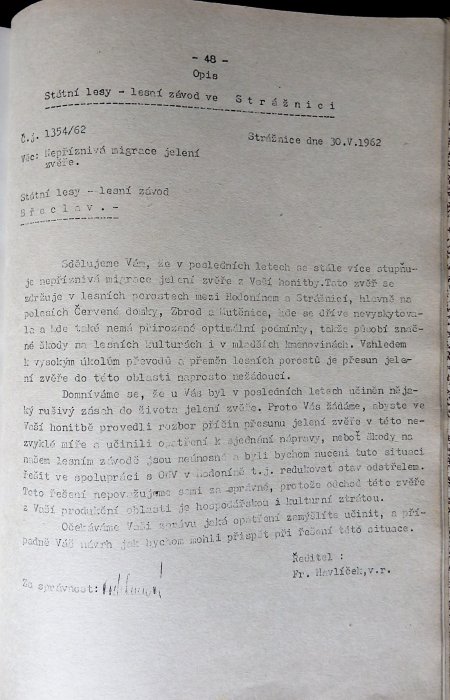 - 48 -
Opis
Státní lesy - lesní závod ve S t r á ž n i c i
Č.j. 1354/62
Strážnice dne 30.V.1962
Věc: Nepříznivá migrace jelení
zvěře.
Státní lesy - lesní závod
B ř e c l a v . -
Sdělujeme Vám, že v posledních letech se stále více stupňu-
je nepříznivá migrace jelení zvěře z Vaší honitby.Tato zvěř se
zdržuje v lesních porostech mezi Hodonínem a Strážnicí, hlavně na
polesích Červené domky, Zbrod a Ratěnice, kde se dříve nevyskytova-
la a kde také nemá přirozené optimální podmínky, takže působí znač-
né škody na lesních kulturách i v mladších kmenovinách. Vzhledem
k vysokým úkolům převodů a přeměn lesních porostů je přesun jele-
ní zvěře do této oblasti naprosto nežádoucí.
Domníváme se, že u Vás byl v posledních letech učiněn něja-
ký rušivý zásah do života jelení zvěře. Proto Vás žádáme, abyste ve
Vaší honitbě provedli rozbor příčin přesunu jelení zvěře v této ne-
zvyklé míře a učinili opatření k sjednání nápravy, neboť škody na
našem lesním závodě jsou neúnosné a byli bychom nuceni tuto situaci
řešit ve spolupráci s ONV v Hodoníně t.j. redukovat stav odstřelem.
Toto řešení nepovažujeme sami za správné, protože odchod této zvěře
z Vaší produkční oblasti je hospodářskou i kulturní ztrátou.
Očekáváme Vaši zprávu jaká opatření zamýšlíte učinit, a pří-
padně Váš návrh jak bychom mohli přispět při řešení této situace.
Ředitel :
Fr. Havlíček,v.r.
Za správnost: